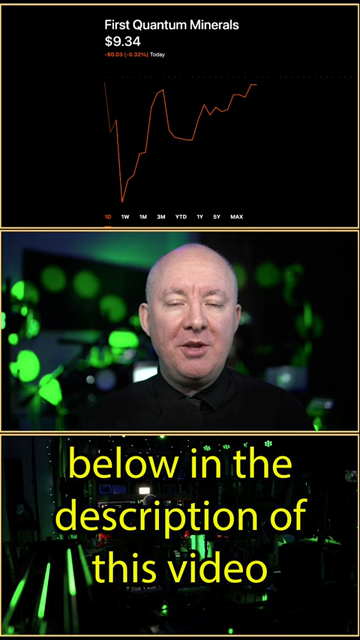 First Quantum Minerals
$9.34
-$0.03 (-0.32%) Today
1D 1W 1M 3M YTD 1Y 5Y MAX
below in the
description of
this video